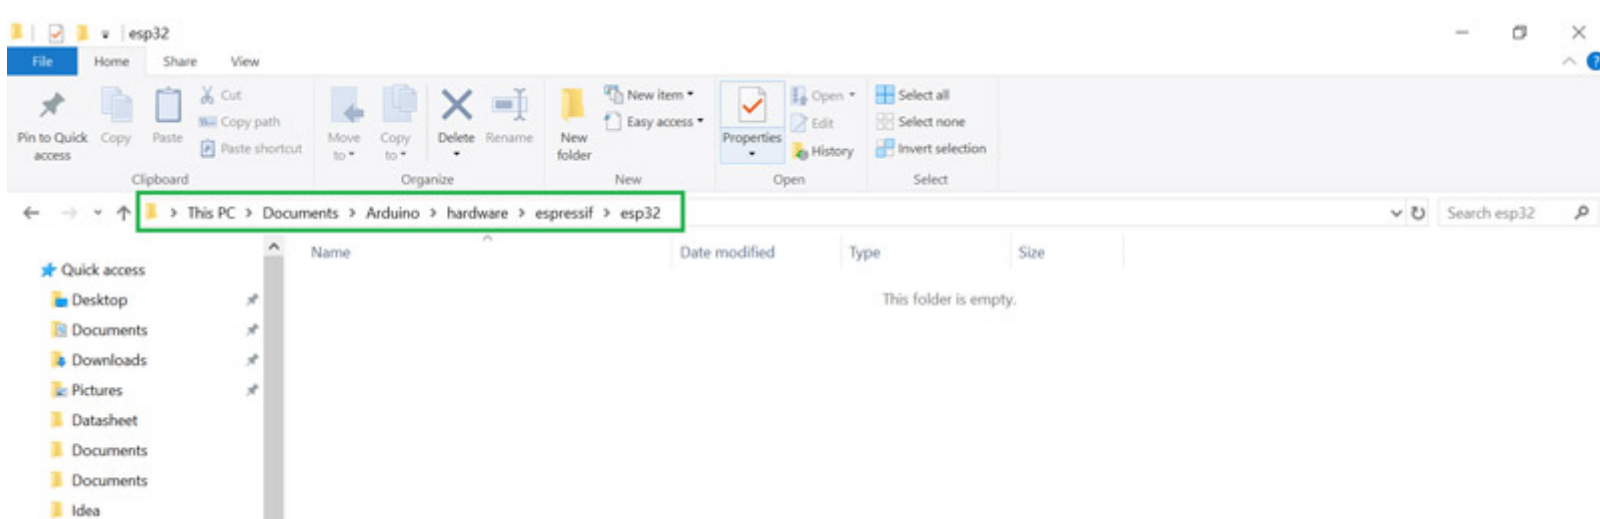 esp32
File Home Share View
Pin to Quick access
Copy
Paste
Cut
Copy path
Paste shortcut
Clipboard
Move to
Copy to
Delete
Rename
Organize
New folder
New item
Easy access
New
Properties
Open
Edit
History
Open
Select all
Select none
Invert selection
Select
This PC > Documents > Arduino > hardware > espressif > esp32
Search esp32
Name Date modified Type Size
This folder is empty.
Quick access
Desktop
Documents
Downloads
Pictures
Datasheet
Documents
Documents
Idea